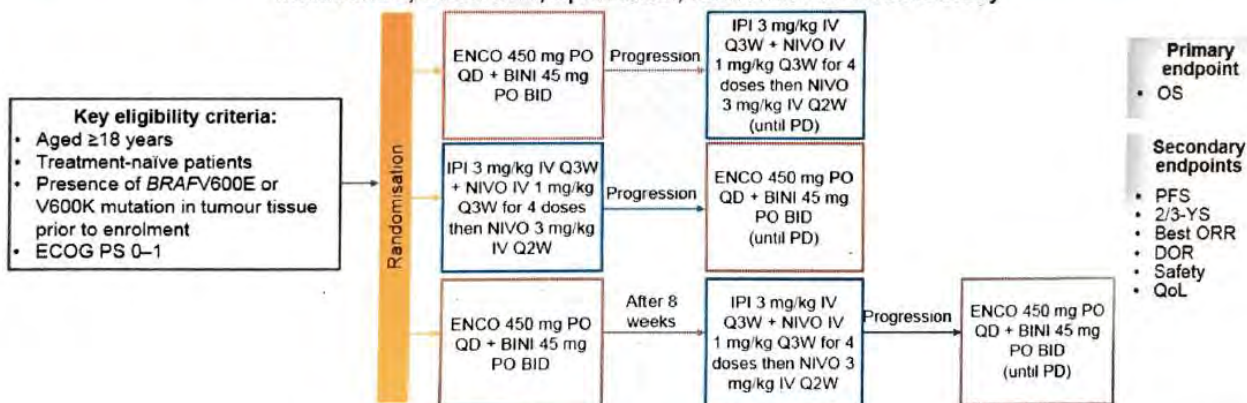 Key eligibility criteria:
• Aged ≥18 years
• Treatment-naïve patients
• Presence of BRAFV600E or
V600K mutation in tumour tissue
prior to enrolment
• ECOG PS 0–1
Randomisation
ENCO 450 mg PO
QD + BINI 45 mg
PO BID
Progression
IPI 3 mg/kg IV
Q3W + NIVO IV
1 mg/kg Q3W for 4
doses then NIVO
3 mg/kg IV Q2W
(until PD)
IPI 3 mg/kg IV Q3W
+ NIVO IV 1 mg/kg
Q3W for 4 doses
then NIVO 3 mg/kg
IV Q2W
Progression
ENCO 450 mg PO
QD + BINI 45 mg
PO BID
(until PD)
ENCO 450 mg PO
QD + BINI 45 mg
PO BID
After 8
weeks
IPI 3 mg/kg IV
Q3W + NIVO IV
1 mg/kg Q3W for 4
doses then NIVO 3
mg/kg IV Q2W
Progression
ENCO 450 mg PO
QD + BINI 45 mg
PO BID
(until PD)
Primary
endpoint
• OS
Secondary
endpoints
• PFS
• 2/3-YS
• Best ORR
• DOR
• Safety
• QoL